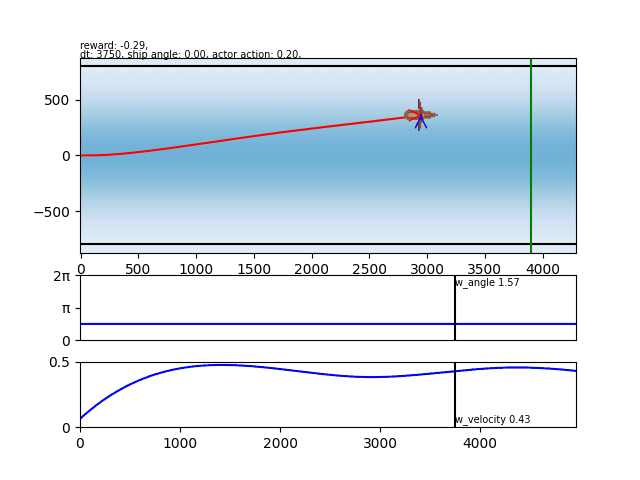 reward: -0.29,
dt: 3750, ship angle: 0.00, actor action: 0.20,
500
0
−500
0 500 1000 1500 2000 2500 3000 3500 4000
2π
π
0
w_angle 1.57
0.5
0
w_velocity 0.43
0 1000 2000 3000 4000